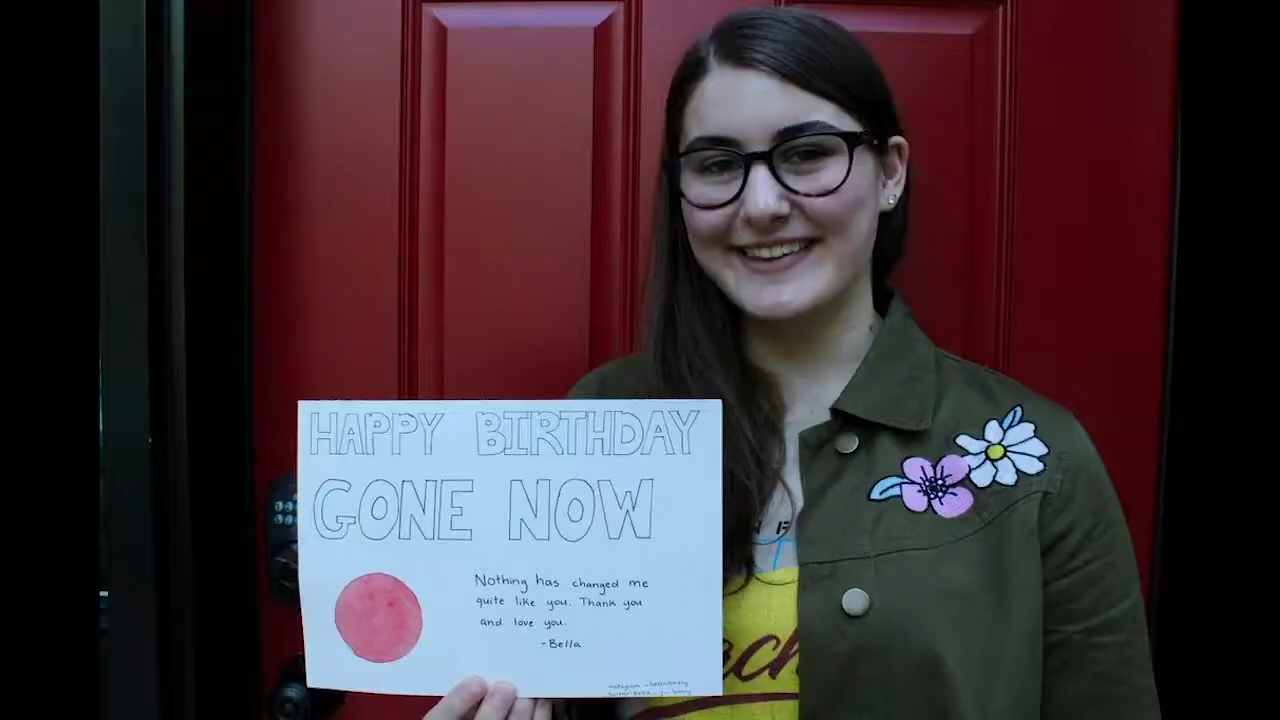 HAPPY BIRTHDAY
GONE NOW
Nothing has changed me
quite like you. Thank you
and love you.
-Bella